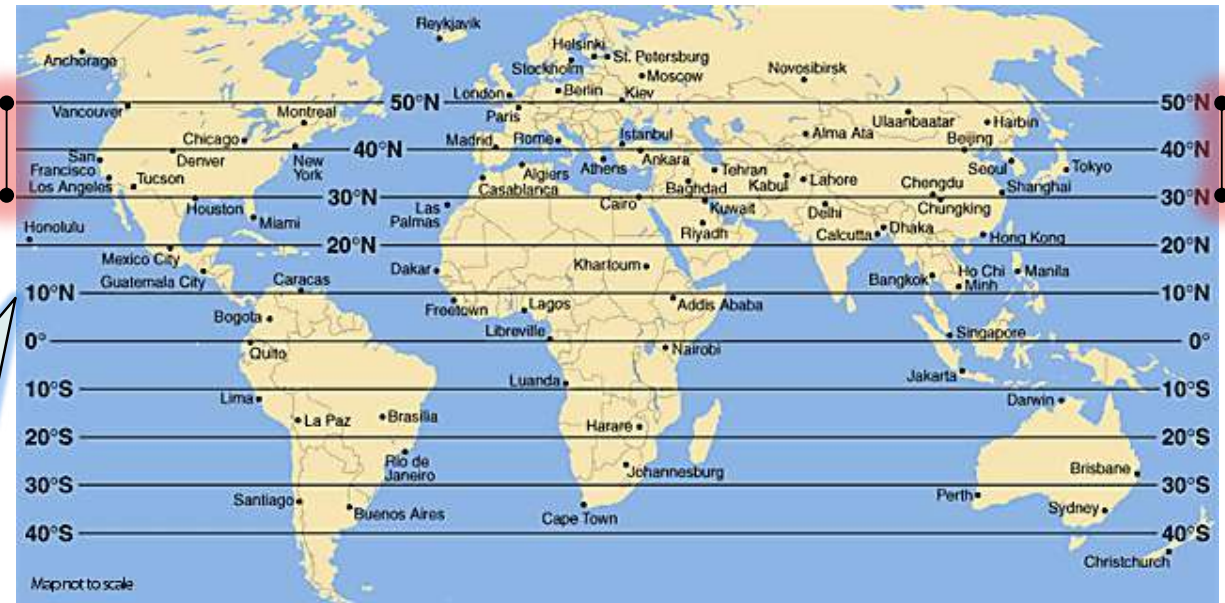 Reykjavik
Helsinki
St. Petersburg
Anchorage
Stockholm
Moscow
Novosibirsk
London
Berlin
Kiev
Vancouver
Montreal
50°N
50°N
Paris
Ulaanbaatar
Harbin
Chicago
Madrid
Rome
Istanbul
Alma Ata
Beijing
40°N
40°N
San
Francisco
Denver
New
York
Algiers
Athens
Ankara
Tehran
Seoul
Tokyo
Los Angeles
Tucson
Casablanca
Baghdad
Kabul
Lahore
Chengdu
Shanghai
30°N
30°N
Houston
Miami
Las
Palmas
Cairo
Kuwait
Delhi
Chungking
Honolulu
Riyadh
Calcutta
Dhaka
Hong Kong
20°N
20°N
Mexico City
Guatemala City
Caracas
Dakar
Khartoum
Bangkok
Ho Chi
Minh
Manila
10°N
10°N
Bogota
Freetown
Lagos
Addis Ababa
Libreville
Singapore
0°
0°
Quito
Nairobi
Luanda
Jakarta
10°S
10°S
Lima
Darwin
La Paz
Brasilia
Harare
20°S
20°S
Rio de
Janeiro
Johannesburg
Brisbane
30°S
30°S
Santiago
Buenos Aires
Cape Town
Perth
Sydney
40°S
40°S
Christchurch
Map not to scale